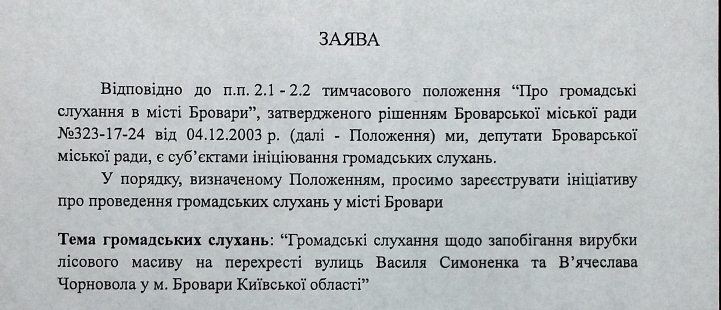 ЗАЯВА
Відповідно до п.п. 2.1 - 2.2 тимчасового положення “Про громадські
слухання в місті Бровари”, затвердженого рішенням Броварської міської ради
№323-17-24 від 04.12.2003 р. (далі - Положення) ми, депутати Броварської
міської ради, є суб’єктами ініціювання громадських слухань.
У порядку, визначеному Положенням, просимо зареєструвати ініціативу
про проведення громадських слухань у місті Бровари
Тема громадських слухань: “Громадські слухання щодо запобігання вирубки
лісового масиву на перехресті вулиць Василя Симоненка та В’ячеслава
Чорновола у м. Бровари Київської області”